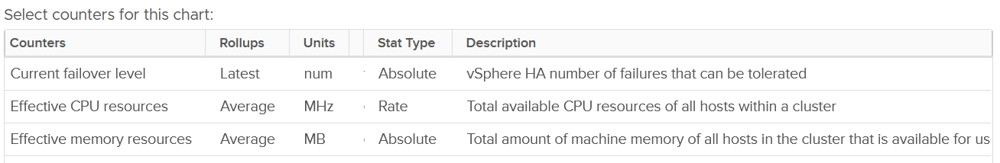 Select counters for this chart:
Counters Rollups Units Stat Type Description
Current failover level Latest num Absolute vSphere HA number of failures that can be tolerated
Effective CPU resources Average MHz Rate Total available CPU resources of all hosts within a cluster
Effective memory resources Average MB Absolute Total amount of machine memory of all hosts in the cluster that is available for us